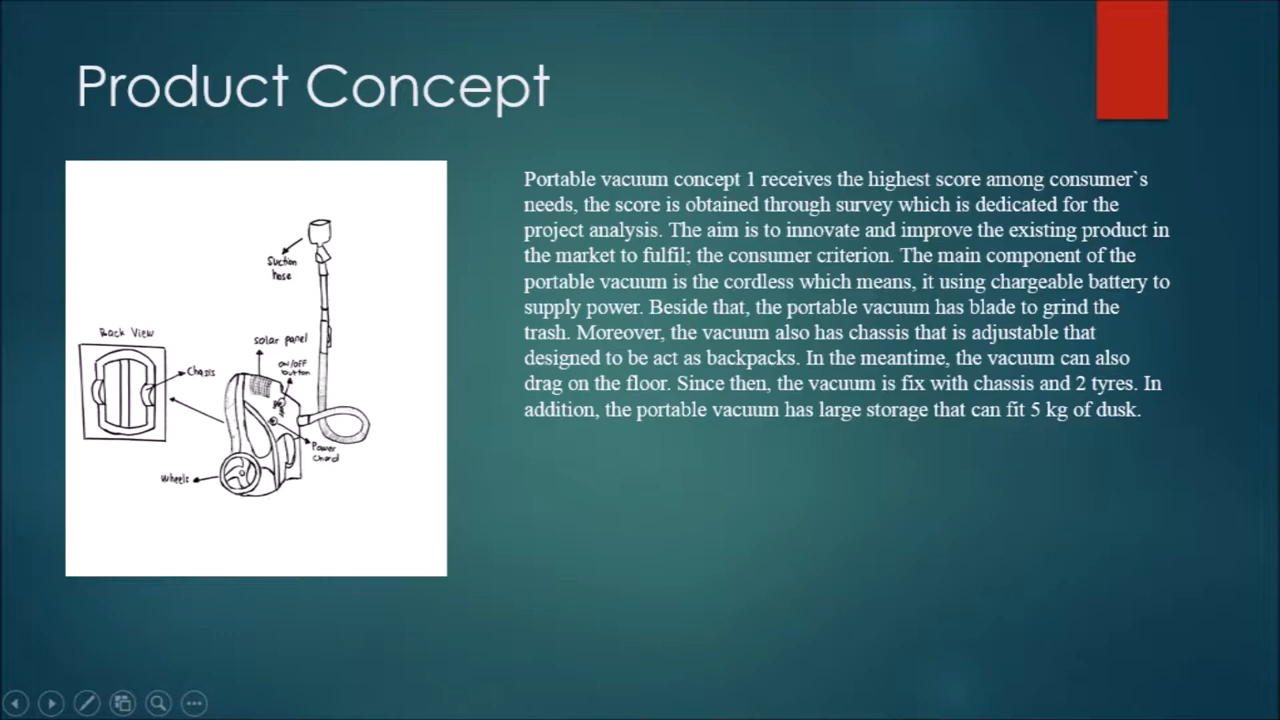 Product Concept
Suction
hose
Back View
solar panel
on/off
button
Chasis
Power
chord
Wheels
Portable vacuum concept 1 receives the highest score among consumer`s
needs, the score is obtained through survey which is dedicated for the
project analysis. The aim is to innovate and improve the existing product in
the market to fulfil; the consumer criterion. The main component of the
portable vacuum is the cordless which means, it using chargeable battery to
supply power. Beside that, the portable vacuum has blade to grind the
trash. Moreover, the vacuum also has chassis that is adjustable that
designed to be act as backpacks. In the meantime, the vacuum can also
drag on the floor. Since then, the vacuum is fix with chassis and 2 tyres. In
addition, the portable vacuum has large storage that can fit 5 kg of dusk.